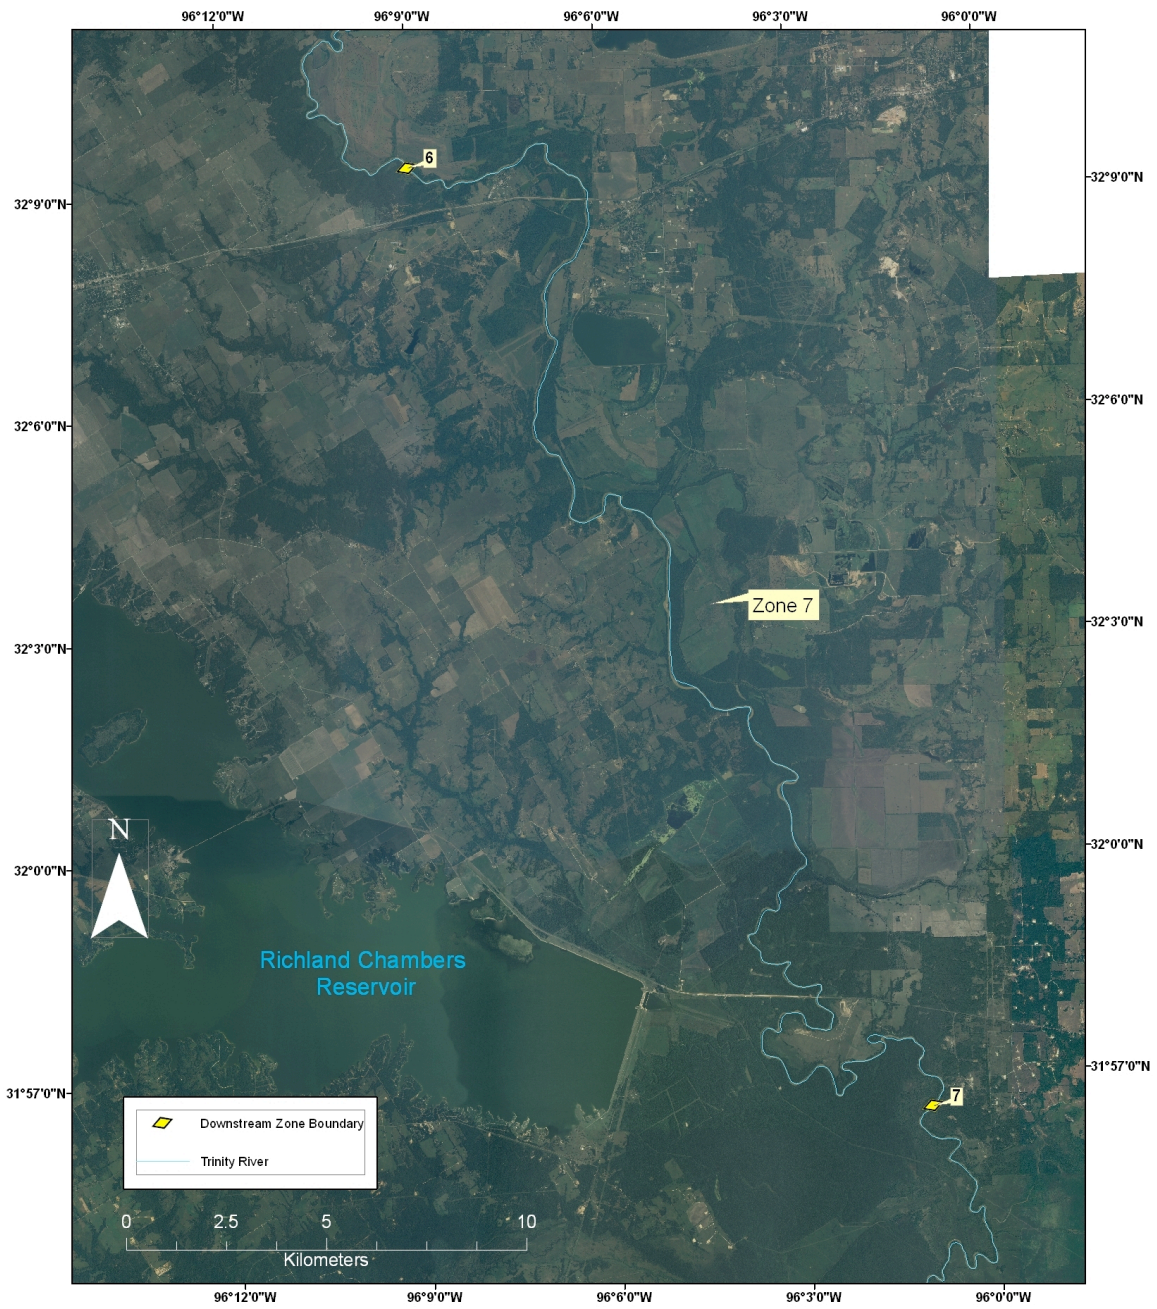 96°12'0"W 96°9'0"W 96°6'0"W 96°3'0"W 96°0'0"W
6
32°9'0"N
32°9'0"N
32°6'0"N
32°6'0"N
Zone 7
32°3'0"N
32°3'0"N
N
32°0'0"N
32°0'0"N
Richland Chambers
Reservoir
31°57'0"N
31°57'0"N
7
Downstream Zone Boundary
Trinity River
0 2.5 5 10
Kilometers
96°12'0"W 96°9'0"W 96°6'0"W 96°3'0"W 96°0'0"W